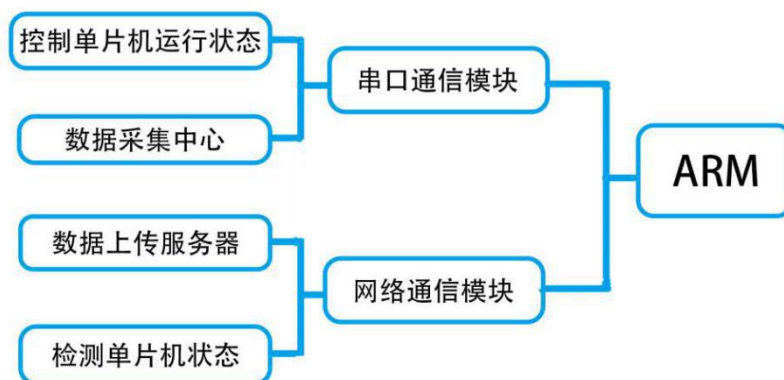 控制单片机运行状态
串口通信模块
数据采集中心
ARM
数据上传服务器
网络通信模块
检测单片机状态